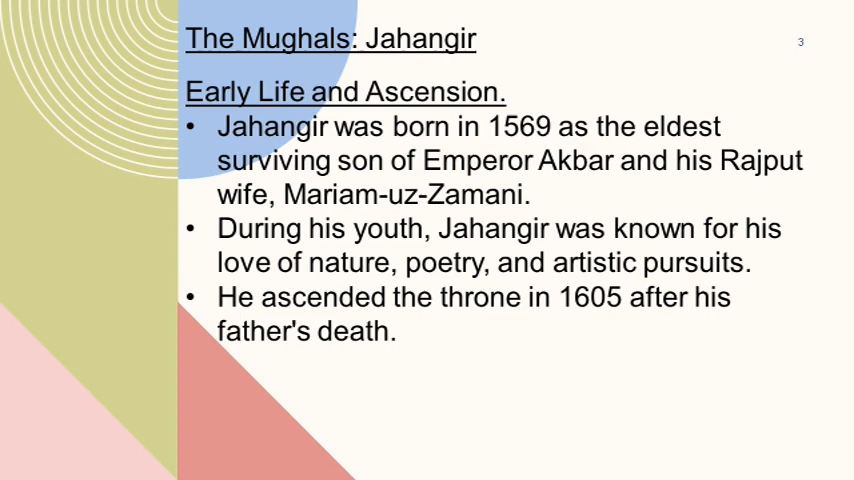 The Mughals: Jahangir
3
Early Life and Ascension.
• Jahangir was born in 1569 as the eldest
surviving son of Emperor Akbar and his Rajput
wife, Mariam-uz-Zamani.
• During his youth, Jahangir was known for his
love of nature, poetry, and artistic pursuits.
• He ascended the throne in 1605 after his
father's death.